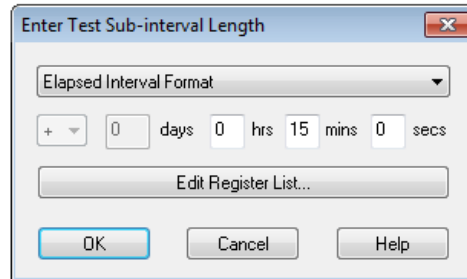 Enter Test Sub-interval Length
Elapsed Interval Format
+ 0 days 0 hrs 15 mins 0 secs
Edit Register List...
OK Cancel Help